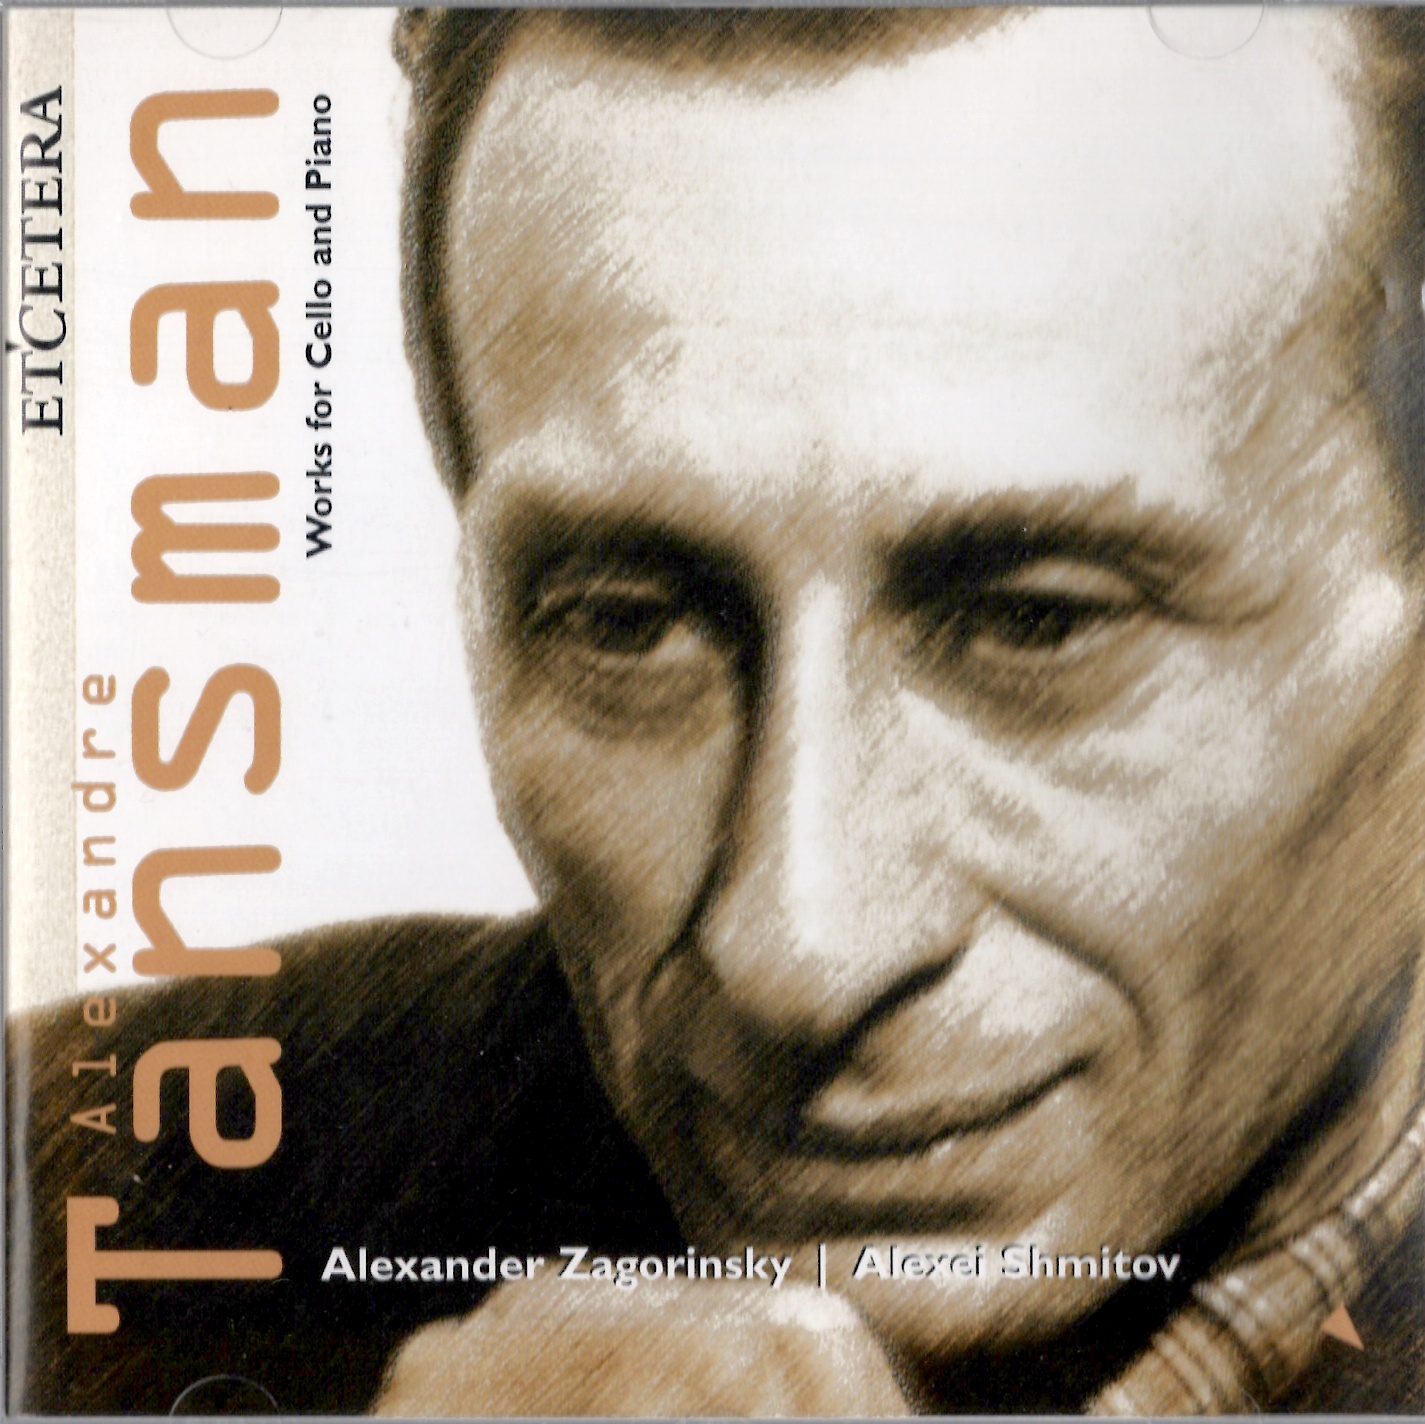 ETCETERA
Alexandre
Tansman
Works for Cello and Piano
Alexander Zagorinsky | Alexei Shmitov